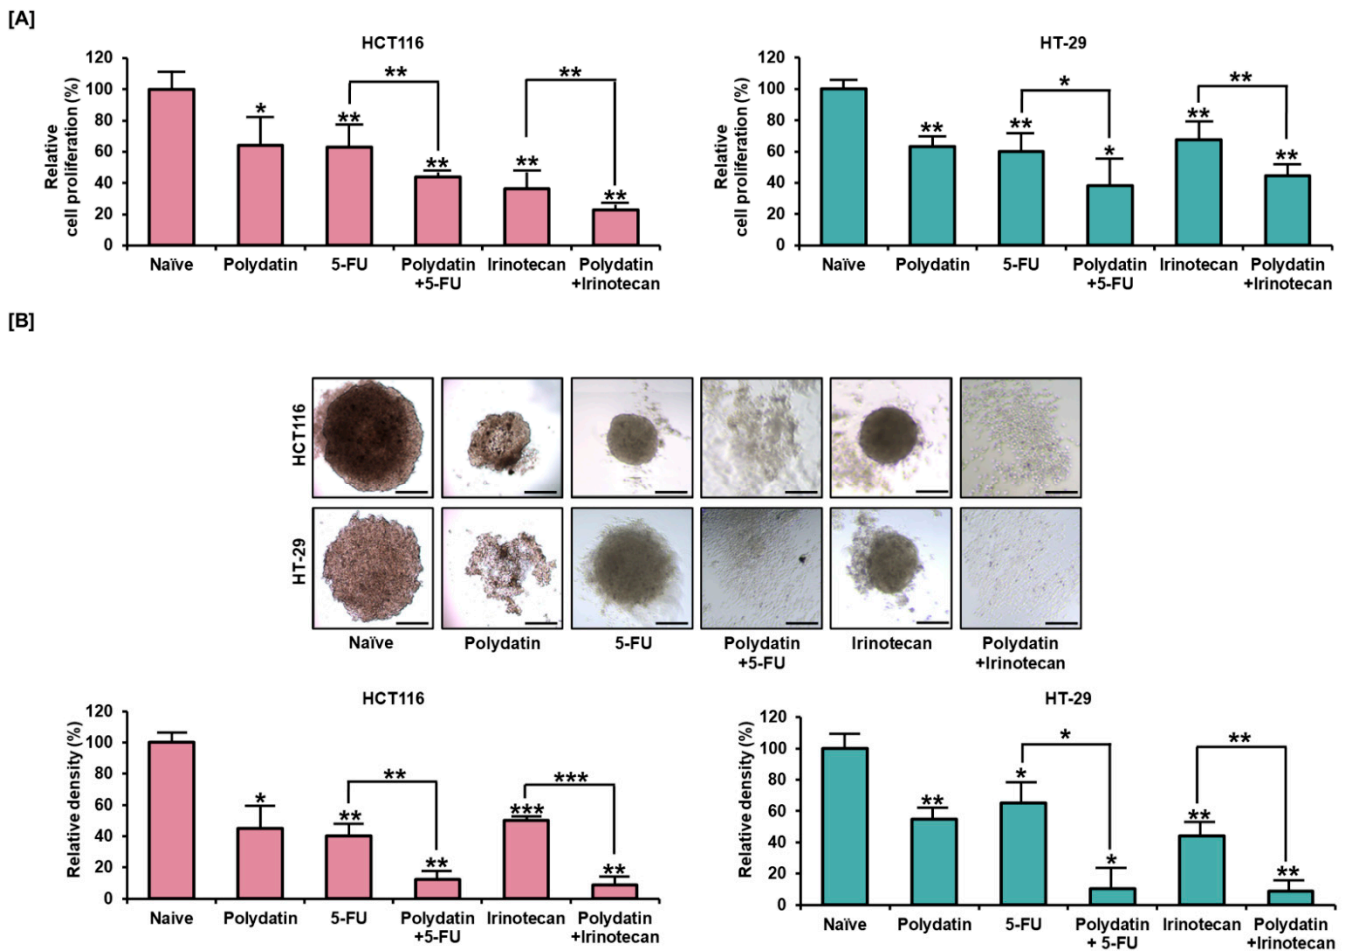 [A]
HCT116
Relative
cell proliferation (%)
120
100
80
60
40
20
0
*
**
**
**
**
**
**
Naïve
Polydatin
5-FU
Polydatin
+5-FU
Irinotecan
Polydatin
+Irinotecan
HT-29
Relative
cell proliferation (%)
120
100
80
60
40
20
0
**
**
*
*
**
**
**
Naïve
Polydatin
5-FU
Polydatin
+5-FU
Irinotecan
Polydatin
+Irinotecan
[B]
HCT116
HT-29
Naïve
Polydatin
5-FU
Polydatin
+5-FU
Irinotecan
Polydatin
+Irinotecan
HCT116
Relative density (%)
120
100
80
60
40
20
0
*
**
**
**
***
***
**
Naive
Polydatin
5-FU
Polydatin
+5-FU
Irinotecan
Polydatin
+Irinotecan
HT-29
Relative density (%)
120
100
80
60
40
20
0
**
*
*
*
**
**
**
Naïve
Polydatin
5-FU
Polydatin
+ 5-FU
Irinotecan
Polydatin
+Irinotecan